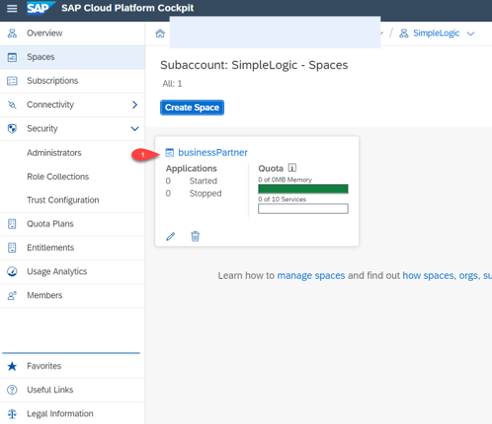 SAP SAP Cloud Platform Cockpit
Overview
Spaces
Subscriptions
Connectivity
Security
Administrators
Role Collections
Trust Configuration
Quota Plans
Entitlements
Usage Analytics
Members
Favorites
Useful Links
Legal Information
/ SimpleLogic
Subaccount: SimpleLogic - Spaces
All: 1
Create Space
1
businessPartner
Applications
0 Started
0 Stopped
Quota
0 of 0MB Memory
0 of 10 Services
Learn how to manage spaces and find out how spaces, orgs, su